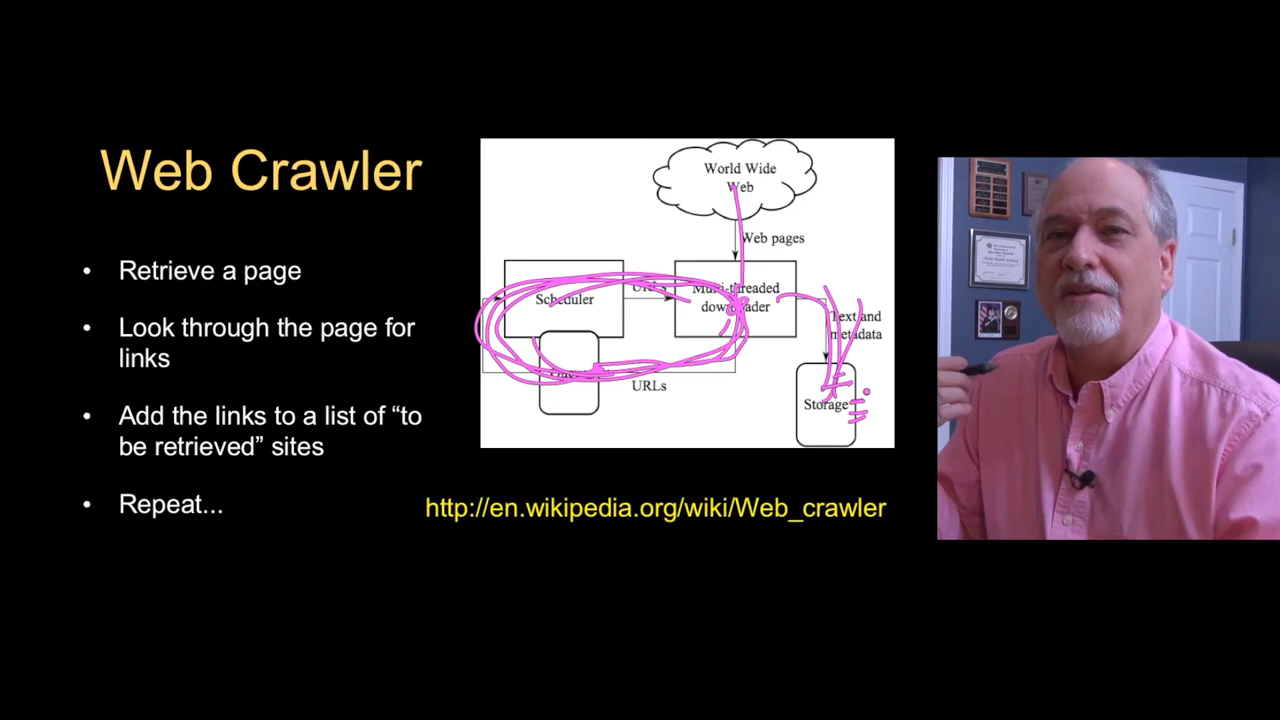 Web Crawler
• Retrieve a page
• Look through the page for
links
• Add the links to a list of “to
be retrieved” sites
• Repeat...
World Wide
Web
Web pages
Scheduler
URLs
Multi-threaded
downloader
Text and
metadata
URLs
Storage
http://en.wikipedia.org/wiki/Web_crawler